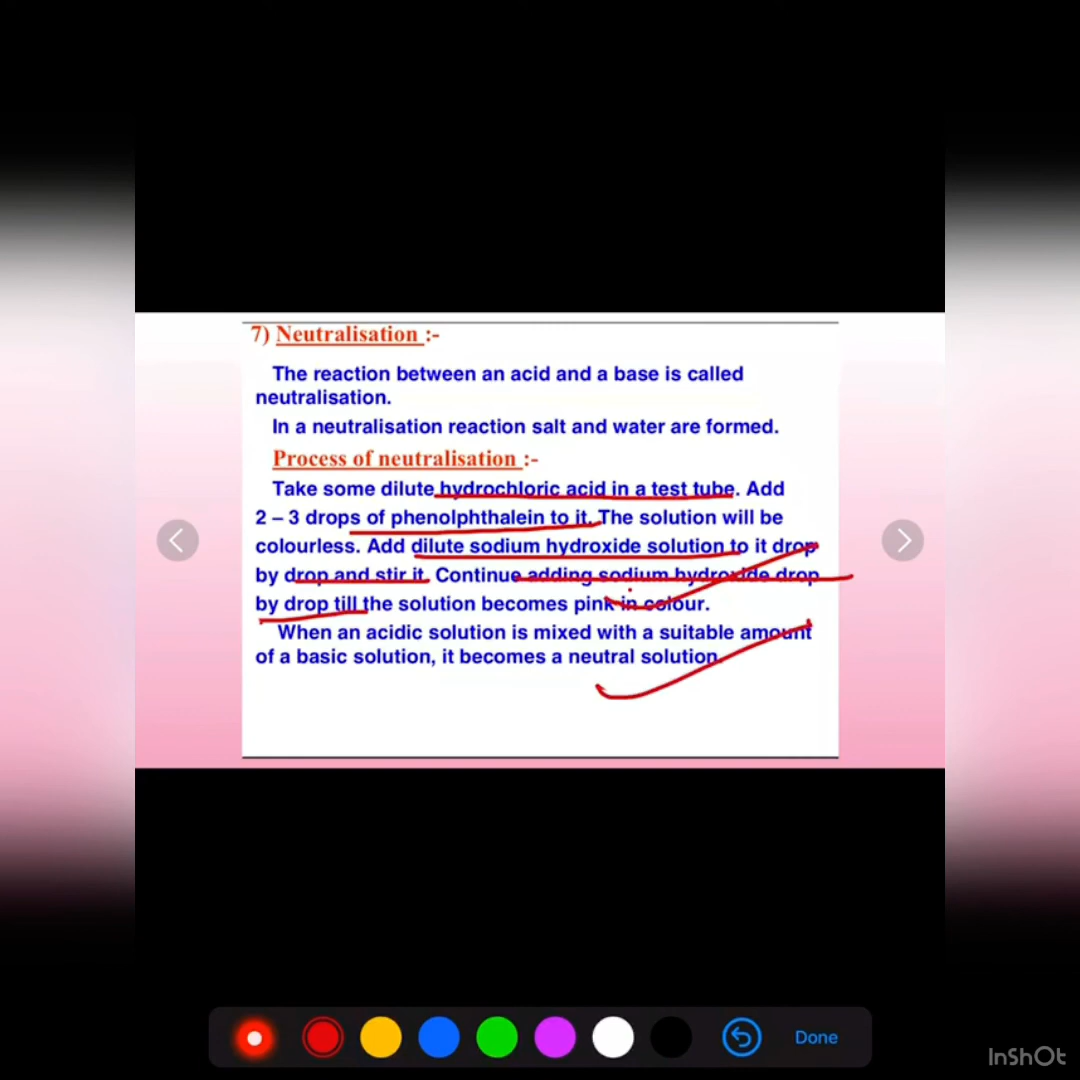 7) Neutralisation :-
The reaction between an acid and a base is called
neutralisation.
In a neutralisation reaction salt and water are formed.
Process of neutralisation :-
Take some dilute hydrochloric acid in a test tube. Add
2 – 3 drops of phenolphthalein to it. The solution will be
colourless. Add dilute sodium hydroxide solution to it drop
by drop and stir it. Continue adding sodium hydroxide drop
by drop till the solution becomes pink in colour.
When an acidic solution is mixed with a suitable amount
of a basic solution, it becomes a neutral solution.
Done
InShOt